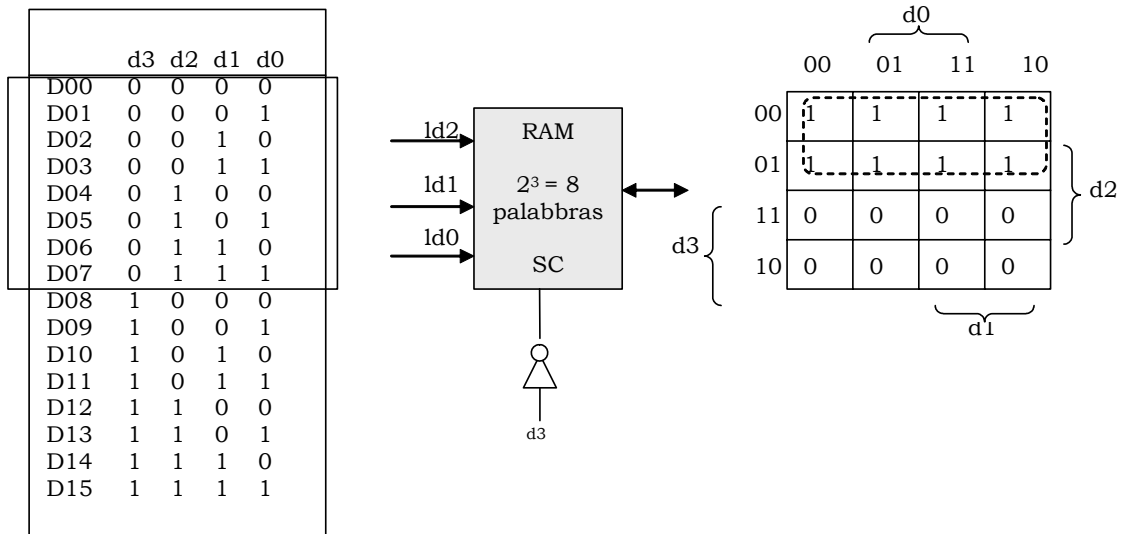 d3 d2 d1 d0
D00 0 0 0 0
D01 0 0 0 1
D02 0 0 1 0
D03 0 0 1 1
D04 0 1 0 0
D05 0 1 0 1
D06 0 1 1 0
D07 0 1 1 1
D08 1 0 0 0
D09 1 0 0 1
D10 1 0 1 0
D11 1 0 1 1
D12 1 1 0 0
D13 1 1 0 1
D14 1 1 1 0
D15 1 1 1 1
ld2
ld1
ld0
RAM
2³ = 8
palabbras
SC
d3
d0
00 01 11 10
00 1 1 1 1
01 1 1 1 1
11 0 0 0 0
10 0 0 0 0
d2
d3
d1